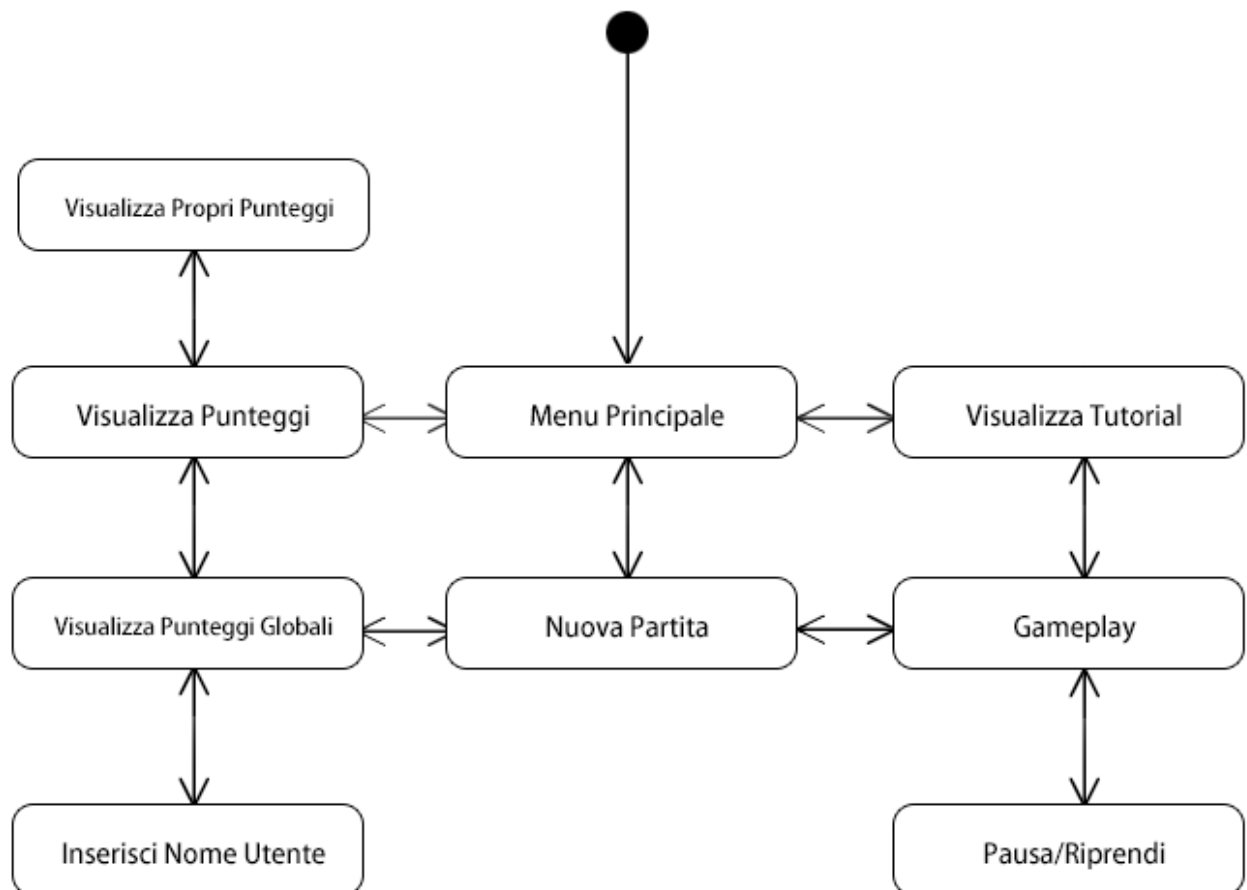 Visualizza Propri Punteggi
Visualizza Punteggi
Menu Principale
Visualizza Tutorial
Visualizza Punteggi Globali
Nuova Partita
Gameplay
Inserisci Nome Utente
Pausa/Riprendi